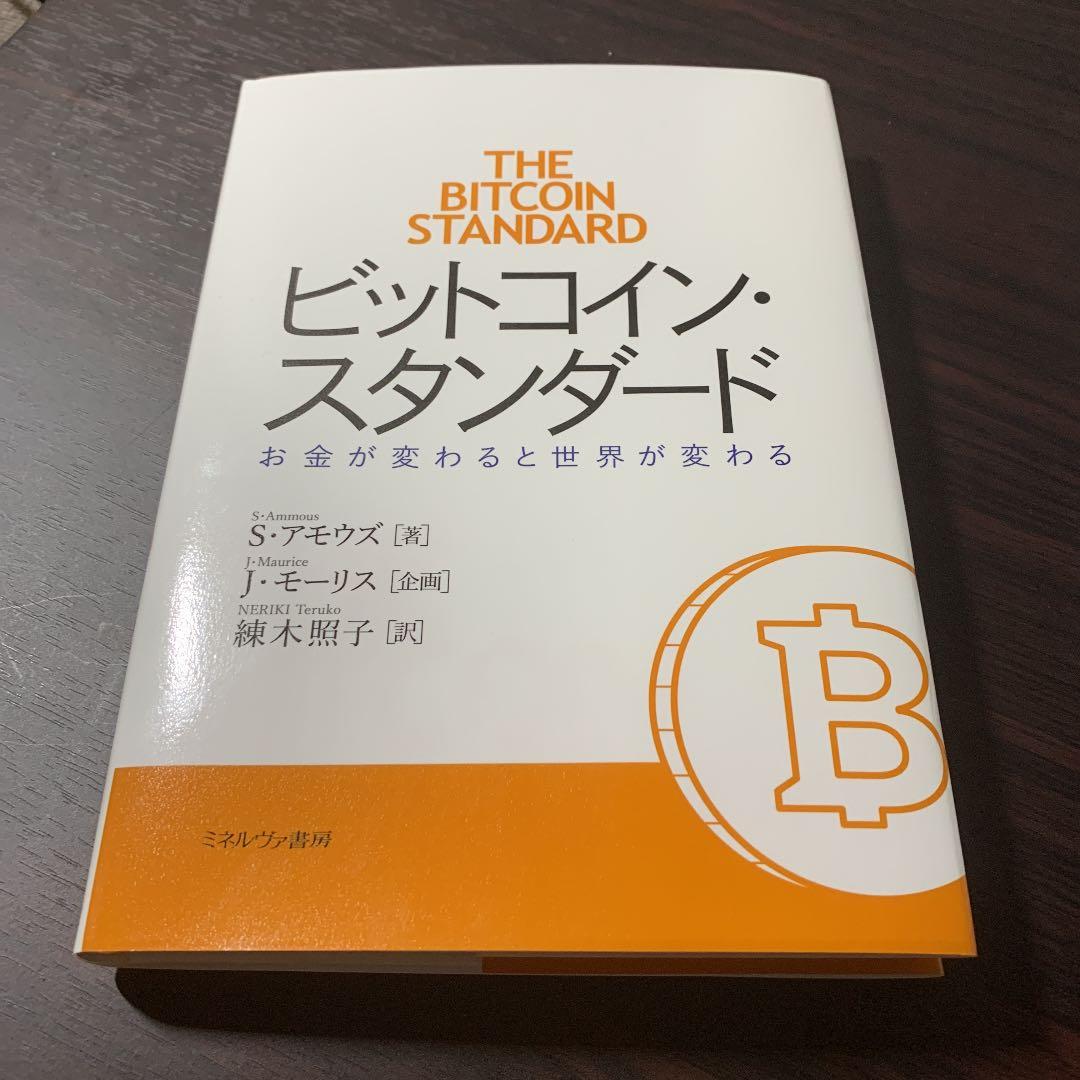 THE
BITCOIN
STANDARD
ビットコイン・
スタンダード
お金が変わると世界が変わる
S・Ammous
S・アモウズ［著］
J・Maurice
J・モーリス［企画］
NERIKI Teruko
練木照子［訳］
ミネルヴァ書房